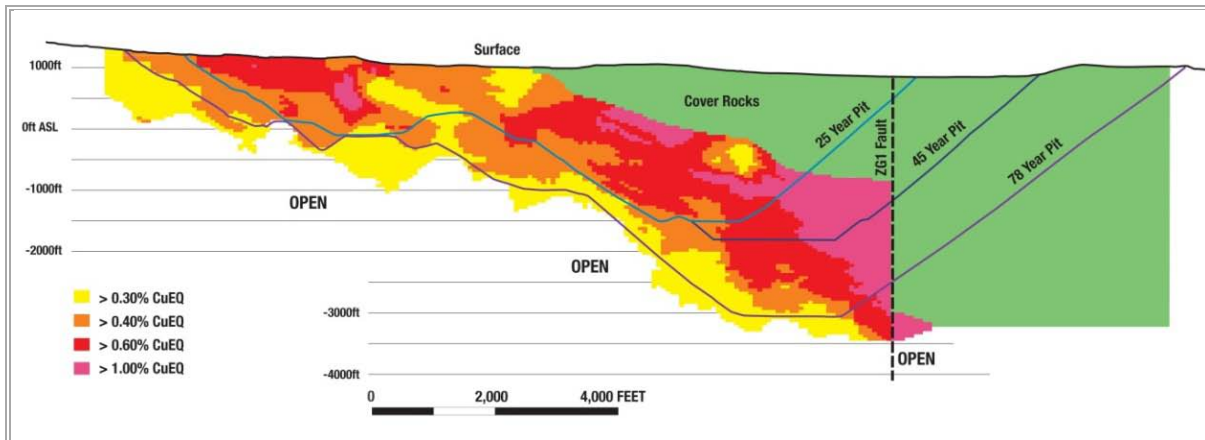 Surface
1000ft
Cover Rocks
25 Year Pit
ZG1 Fault
45 Year Pit
78 Year Pit
0ft ASL
-1000ft
OPEN
-2000ft
OPEN
> 0.30% CuEQ
> 0.40% CuEQ
> 0.60% CuEQ
> 1.00% CuEQ
-3000ft
OPEN
-4000ft
0 2,000 4,000 FEET